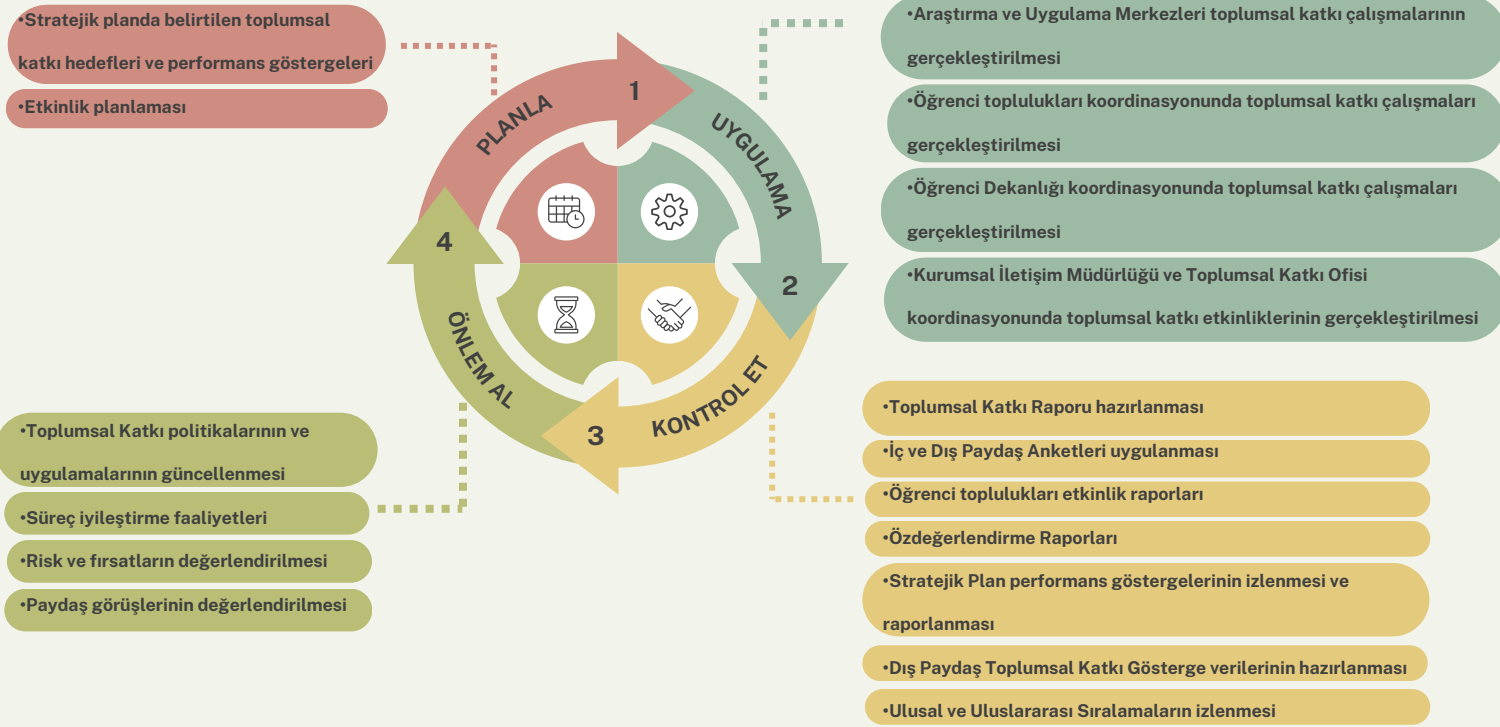 •Stratejik planda belirtilen toplumsal
katkı hedefleri ve performans göstergeleri
•Etkinlik planlaması
PLANLA
1
UYGULAMA
2
KONTROL ET
3
ÖNLEM AL
4
•Araştırma ve Uygulama Merkezleri toplumsal katkı çalışmalarının
gerçekleştirilmesi
•Öğrenci toplulukları koordinasyonunda toplumsal katkı çalışmaları
gerçekleştirilmesi
•Öğrenci Dekanlığı koordinasyonunda toplumsal katkı çalışmaları
gerçekleştirilmesi
•Kurumsal İletişim Müdürlüğü ve Toplumsal Katkı Ofisi
koordinasyonunda toplumsal katkı etkinliklerinin gerçekleştirilmesi
•Toplumsal Katkı Raporu hazırlanması
•İç ve Dış Paydaş Anketleri uygulanması
•Öğrenci toplulukları etkinlik raporları
•Özdeğerlendirme Raporları
•Stratejik Plan performans göstergelerinin izlenmesi ve
raporlanması
•Dış Paydaş Toplumsal Katkı Gösterge verilerinin hazırlanması
•Ulusal ve Uluslararası Sıralamaların izlenmesi
•Toplumsal Katkı politikalarının ve
uygulamalarının güncellenmesi
•Süreç iyileştirme faaliyetleri
•Risk ve fırsatların değerlendirilmesi
•Paydaş görüşlerinin değerlendirilmesi